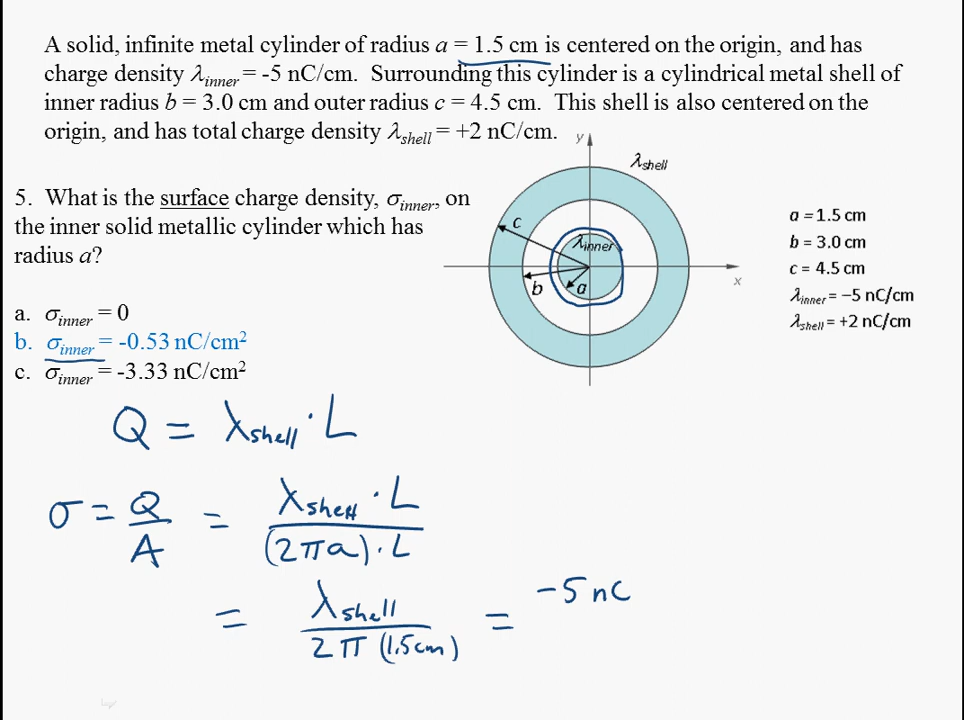 A solid, infinite metal cylinder of radius a = 1.5 cm is centered on the origin, and has
charge density λinner = -5 nC/cm. Surrounding this cylinder is a cylindrical metal shell of
inner radius b = 3.0 cm and outer radius c = 4.5 cm. This shell is also centered on the
origin, and has total charge density λshell = +2 nC/cm.
y
λshell
5. What is the surface charge density, σinner, on
the inner solid metallic cylinder which has
radius a?
c
λinner
b
a
x
a = 1.5 cm
b = 3.0 cm
c = 4.5 cm
λinner = −5 nC/cm
λshell = +2 nC/cm
a. σinner = 0
b. σinner = -0.53 nC/cm²
c. σinner = -3.33 nC/cm²
Q = λshell · L
σ = Q/A = λshell · L / (2πa) · L
= λshell / 2π (1.5cm) = -5 nC